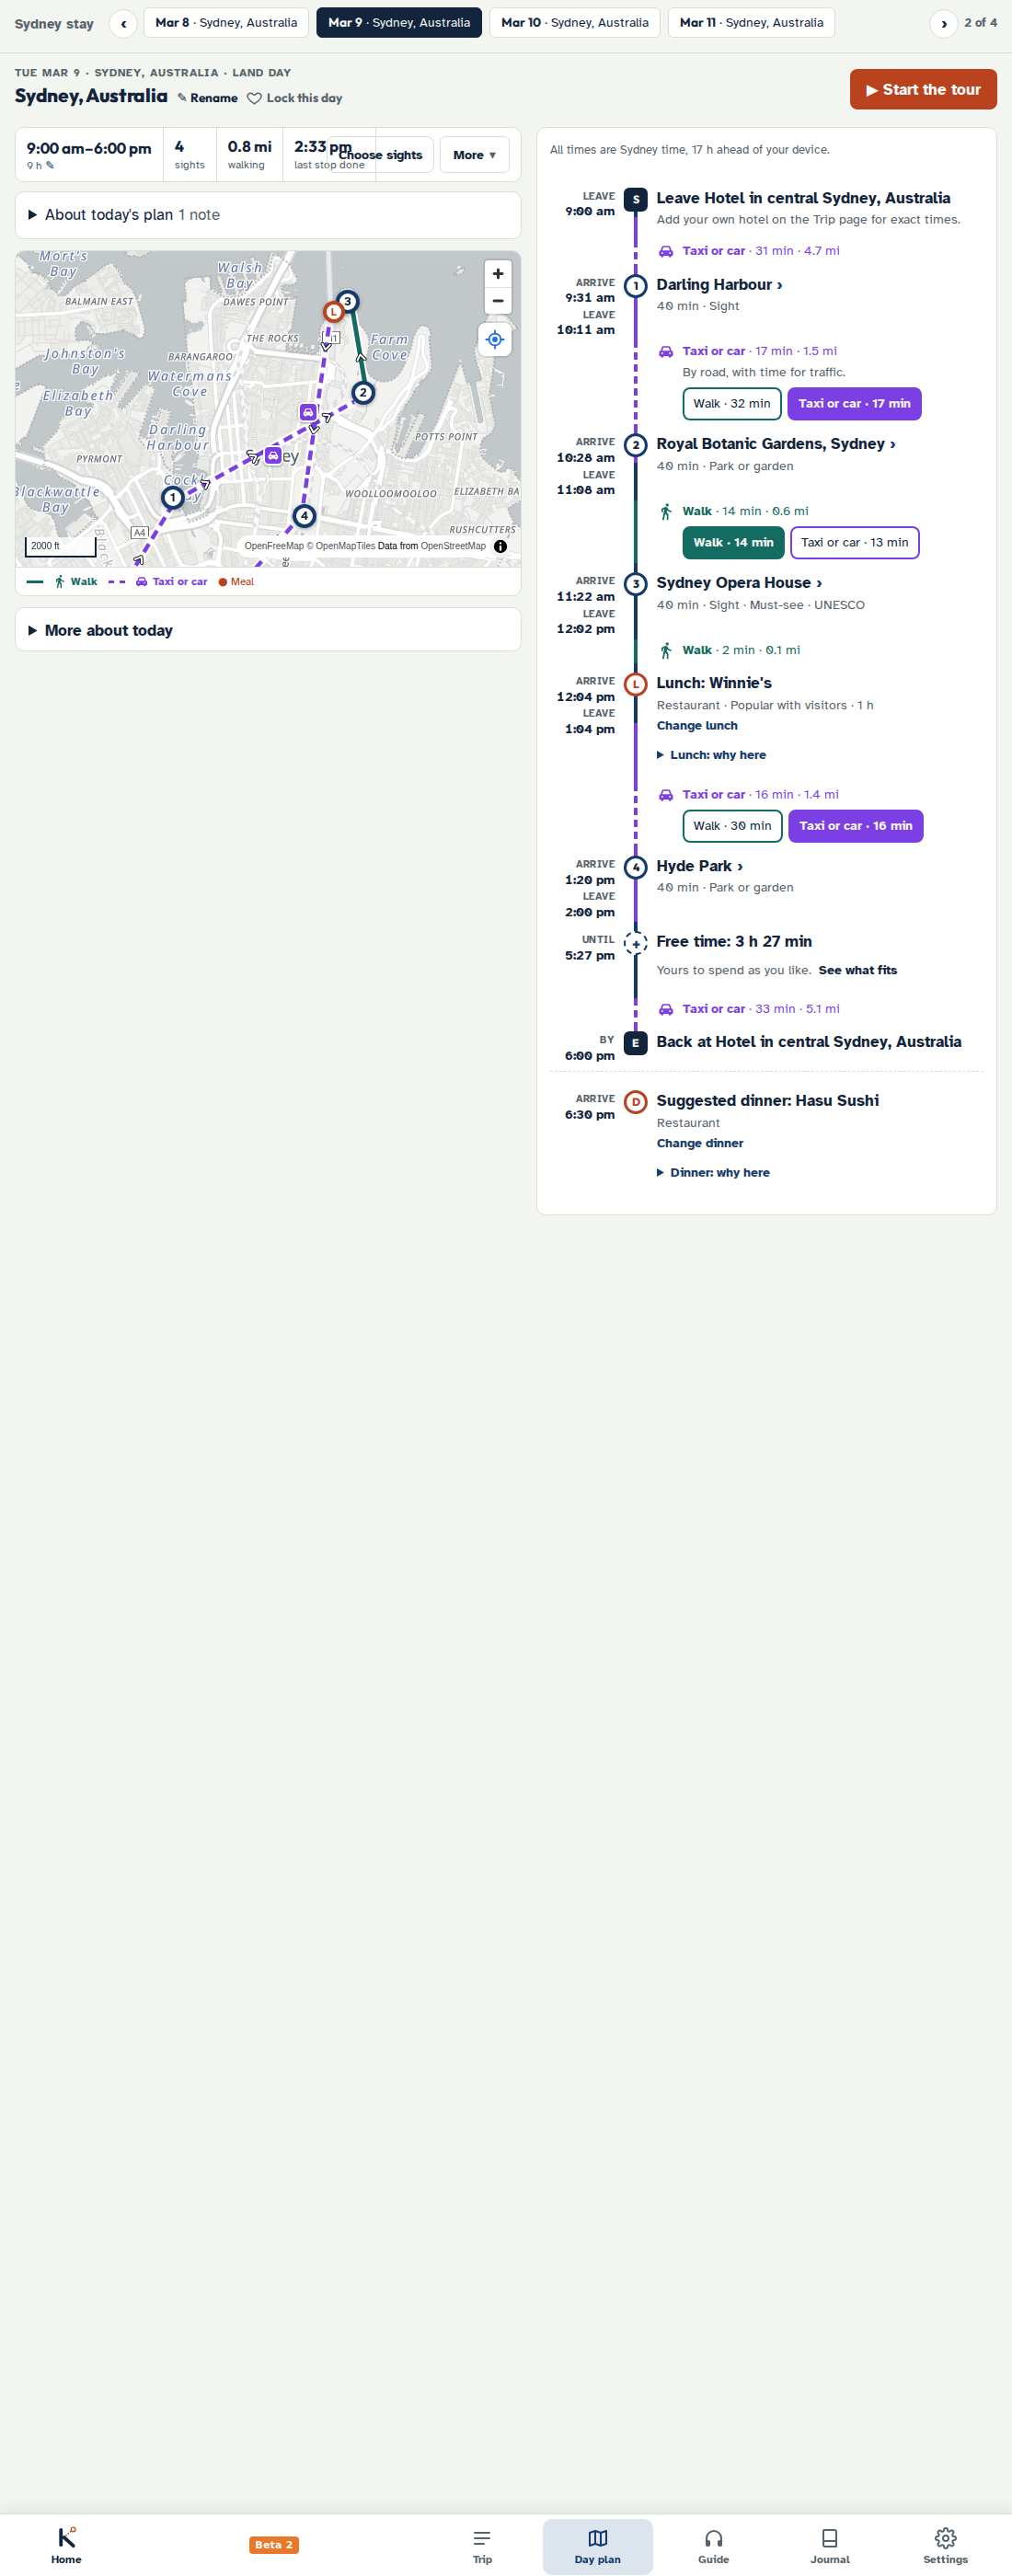 Sydney stay
‹
Mar 8 · Sydney, Australia
Mar 9 · Sydney, Australia
Mar 10 · Sydney, Australia
Mar 11 · Sydney, Australia
›
2 of 4
TUE MAR 9 · SYDNEY, AUSTRALIA · LAND DAY
Sydney, Australia
✎ Rename
Lock this day
▶ Start the tour
9:00 am–6:00 pm
9 h ✎
4
sights
0.8 mi
walking
2:33 pm
last stop done
Choose sights
More ▾
▶ About today's plan 1 note
Mort's
Bay
Walsh
Bay
BALMAIN EAST
DAWES POINT
THE ROCKS
Farm
Cove
Johnston's
Bay
BARANGAROO
Watermans
Cove
Elizabeth
Bay
Darling
Harbour
POTTS POINT
PYRMONT
Blackwattle
Bay
WOOLLOOMOOLOO
ELIZABETH BA
RUSHCUTTERS
A4
L
3
2
1
4
+
−
2000 ft
OpenFreeMap © OpenMapTiles Data from OpenStreetMap
Walk
Taxi or car
Meal
▶ More about today
All times are Sydney time, 17 h ahead of your device.
LEAVE
9:00 am
S
Leave Hotel in central Sydney, Australia
Add your own hotel on the Trip page for exact times.
Taxi or car · 31 min · 4.7 mi
ARRIVE
9:31 am
LEAVE
10:11 am
1
Darling Harbour ›
40 min · Sight
Taxi or car · 17 min · 1.5 mi
By road, with time for traffic.
Walk · 32 min
Taxi or car · 17 min
ARRIVE
10:28 am
LEAVE
11:08 am
2
Royal Botanic Gardens, Sydney ›
40 min · Park or garden
Walk · 14 min · 0.6 mi
Walk · 14 min
Taxi or car · 13 min
ARRIVE
11:22 am
LEAVE
12:02 pm
3
Sydney Opera House ›
40 min · Sight · Must-see · UNESCO
Walk · 2 min · 0.1 mi
ARRIVE
12:04 pm
LEAVE
1:04 pm
L
Lunch: Winnie's
Restaurant · Popular with visitors · 1 h
Change lunch
▶ Lunch: why here
Taxi or car · 16 min · 1.4 mi
Walk · 30 min
Taxi or car · 16 min
ARRIVE
1:20 pm
LEAVE
2:00 pm
4
Hyde Park ›
40 min · Park or garden
UNTIL
5:27 pm
+
Free time: 3 h 27 min
Yours to spend as you like. See what fits
Taxi or car · 33 min · 5.1 mi
BY
6:00 pm
E
Back at Hotel in central Sydney, Australia
ARRIVE
6:30 pm
D
Suggested dinner: Hasu Sushi
Restaurant
Change dinner
▶ Dinner: why here
Home
Beta 2
Trip
Day plan
Guide
Journal
Settings